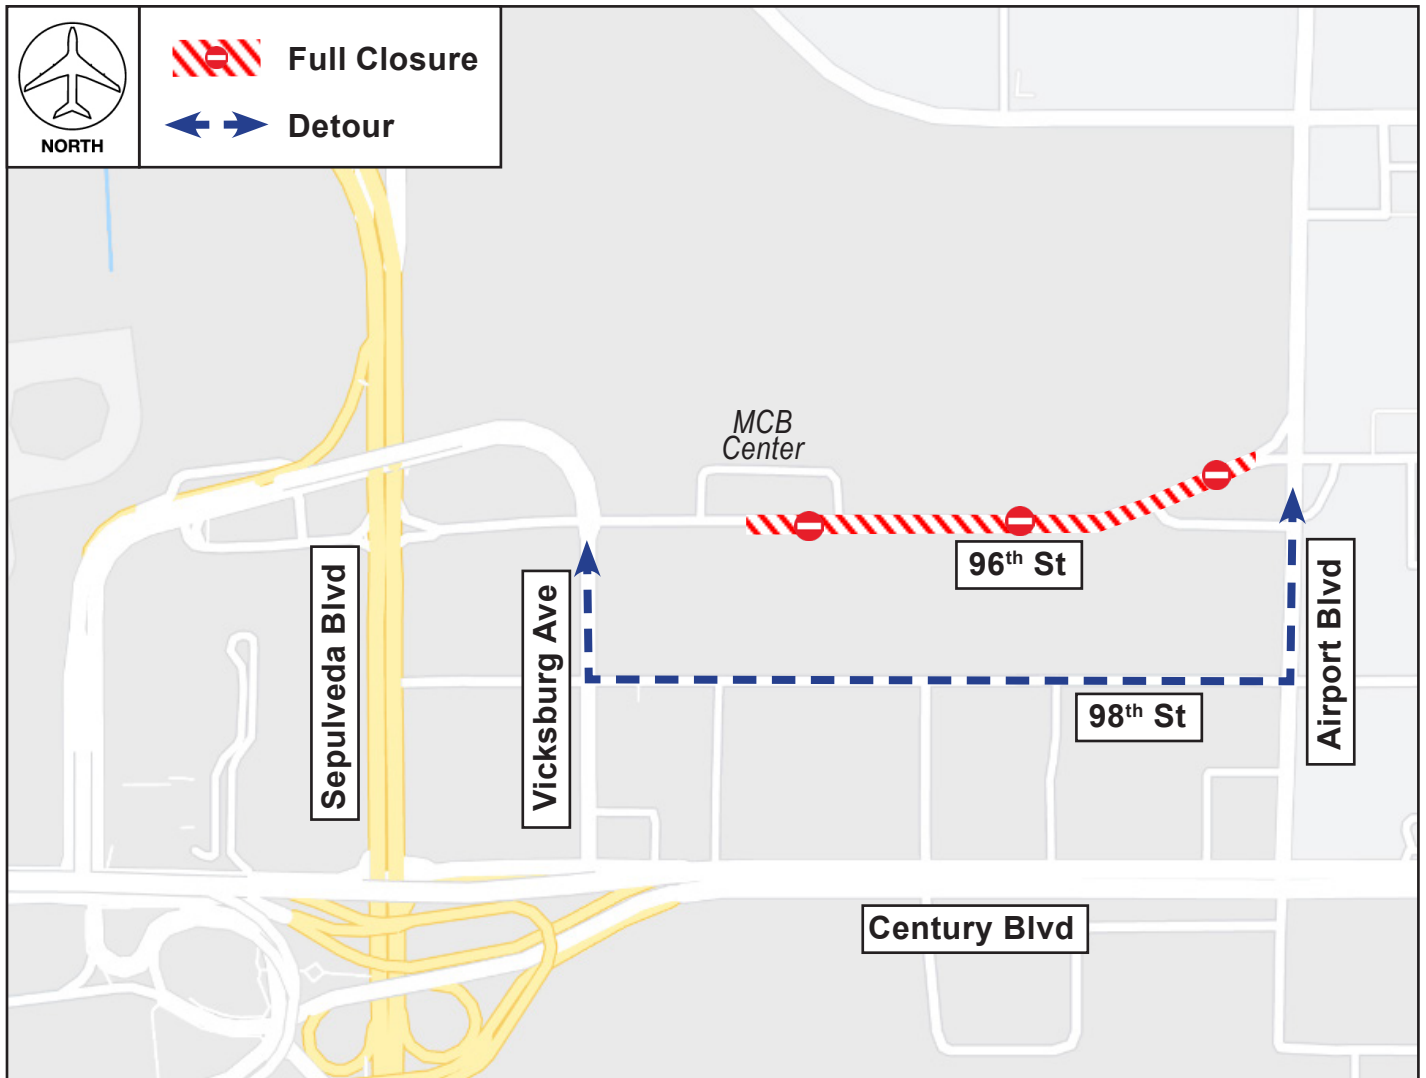 NORTH
Full Closure
Detour
MCB
Center
96th St
98th St
Sepulveda Blvd
Vicksburg Ave
Airport Blvd
Century Blvd